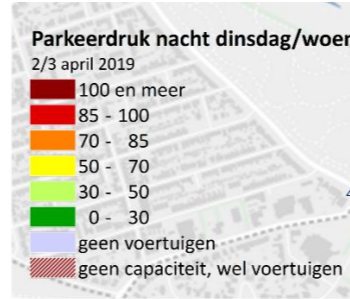 Parkeerdruk nacht dinsdag/woen
2/3 april 2019
100 en meer
85 - 100
70 - 85
50 - 70
30 - 50
0 - 30
geen voertuigen
geen capaciteit, wel voertuigen